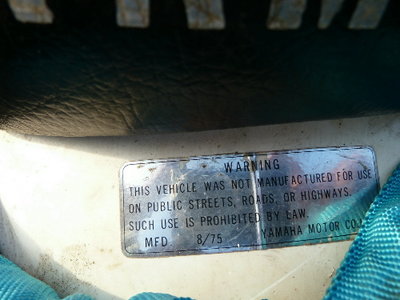 WARNING
THIS VEHICLE WAS NOT MANUFACTURED FOR USE
ON PUBLIC STREETS, ROADS, OR HIGHWAYS.
SUCH USE IS PROHIBITED BY LAW.
MFD 8/75 YAMAHA MOTOR CO